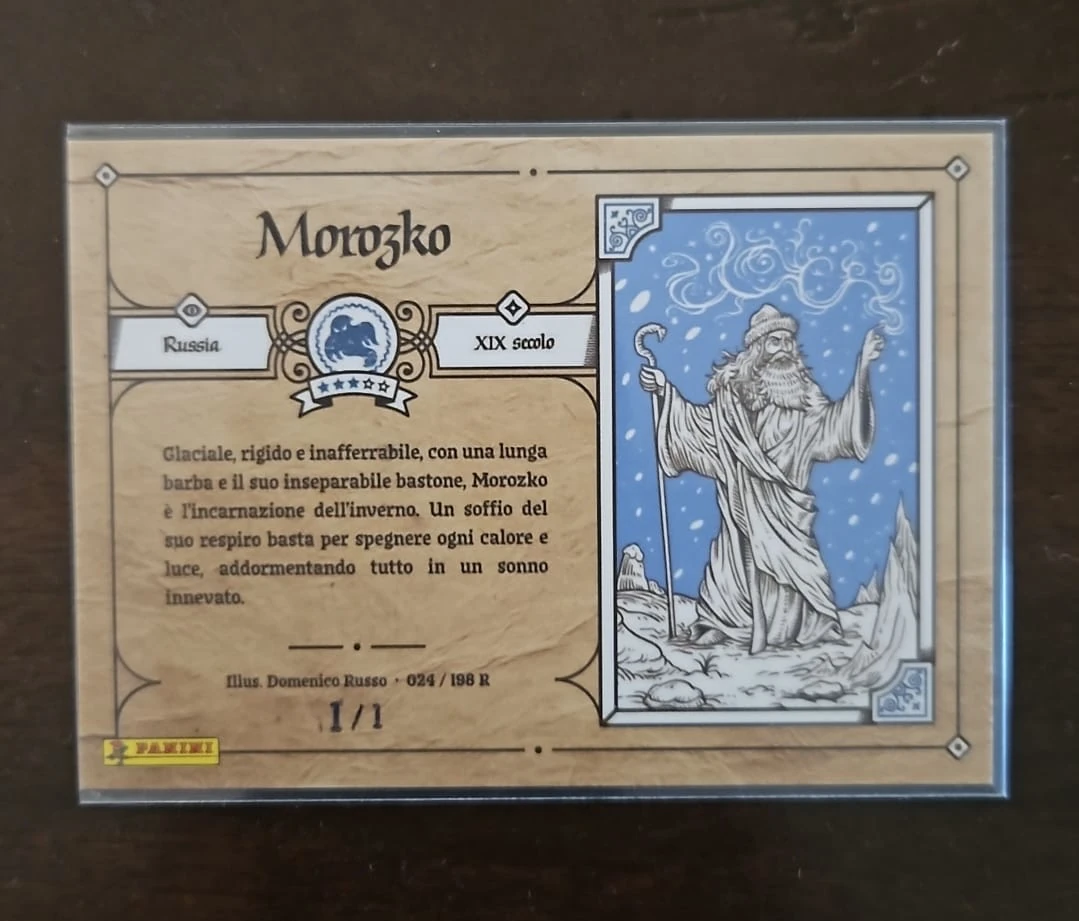 Morozko
Russia
XIX secolo
Glaciale, rigido e inafferrabile, con una lunga
barba e il suo inseparabile bastone, Morozko
è l'incarnazione dell'inverno. Un soffio del
suo respiro basta per spegnere ogni calore e
luce, addormentando tutto in un sonno
innevato.
Illus. Domenico Russo · 024 / 198 R
1/1
PANINI